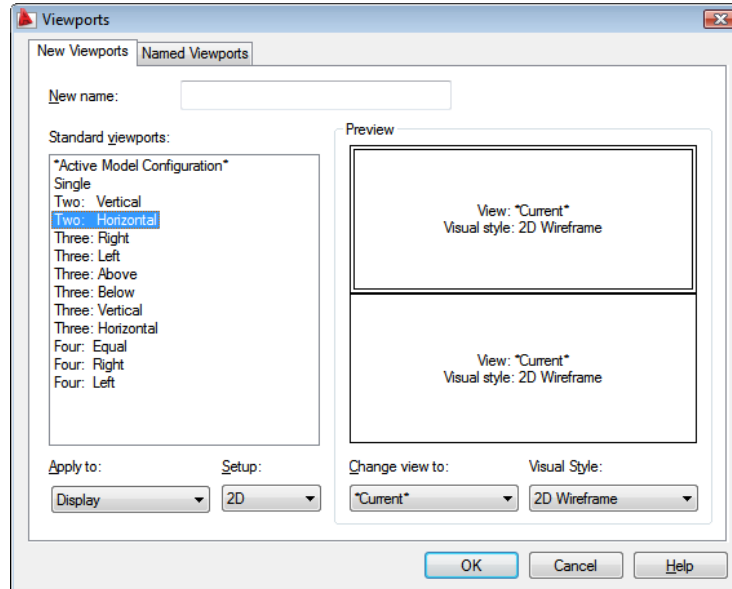 Viewports
New Viewports Named Viewports
New name:
Standard viewports:
*Active Model Configuration*
Single
Two: Vertical
Two: Horizontal
Three: Right
Three: Left
Three: Above
Three: Below
Three: Vertical
Three: Horizontal
Four: Equal
Four: Right
Four: Left
Preview
View: *Current*
Visual style: 2D Wireframe
View: *Current*
Visual style: 2D Wireframe
Apply to: Setup: Change view to: Visual Style:
Display 2D *Current* 2D Wireframe
OK Cancel Help